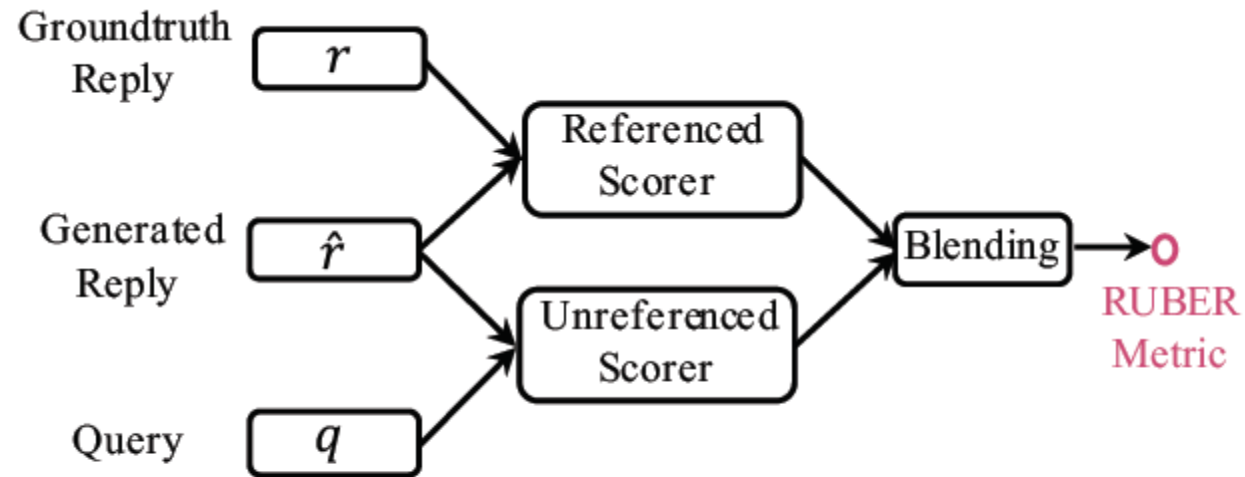 Groundtruth
Reply
r
Referenced
Scorer
Generated
Reply
r̂
Blending
RUBER
Metric
Unreferenced
Scorer
Query
q